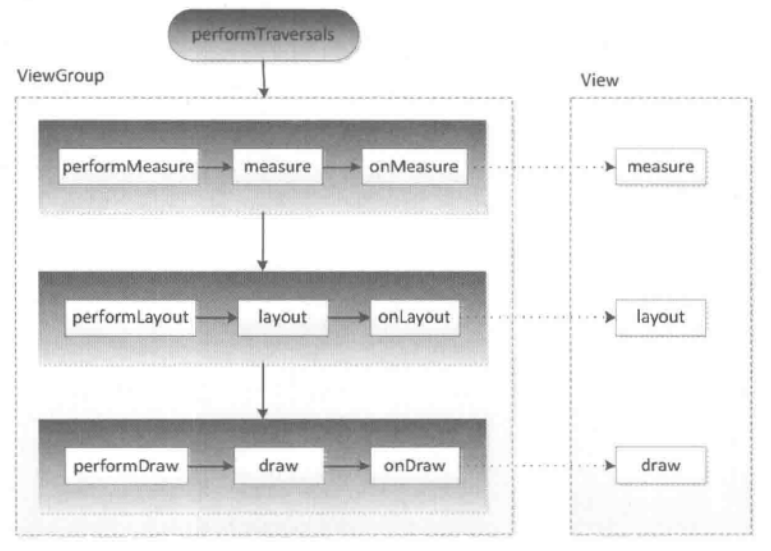 performTraversals
ViewGroup
View
performMeasure
measure
onMeasure
measure
performLayout
layout
onLayout
layout
performDraw
draw
onDraw
draw